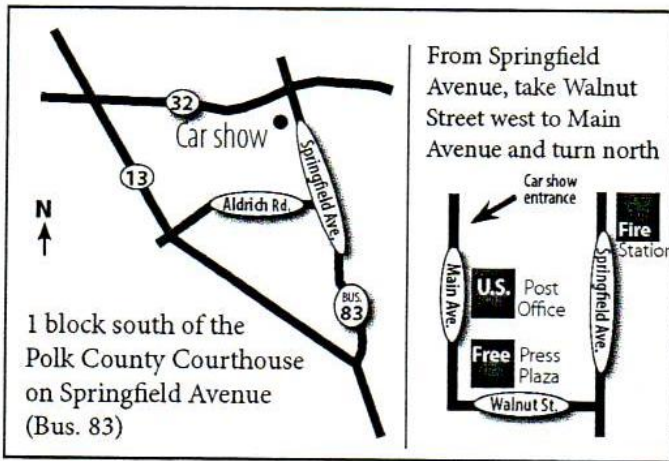 32
Car show
Springfield Ave.
13
Aldrich Rd.
N
BUS.
83
1 block south of the
Polk County Courthouse
on Springfield Avenue
(Bus. 83)
From Springfield
Avenue, take Walnut
Street west to Main
Avenue and turn north
Car show
entrance
Fire
Station
Main Ave.
Springfield Ave.
U.S. Post
Office
Free Press
Plaza
Walnut St.